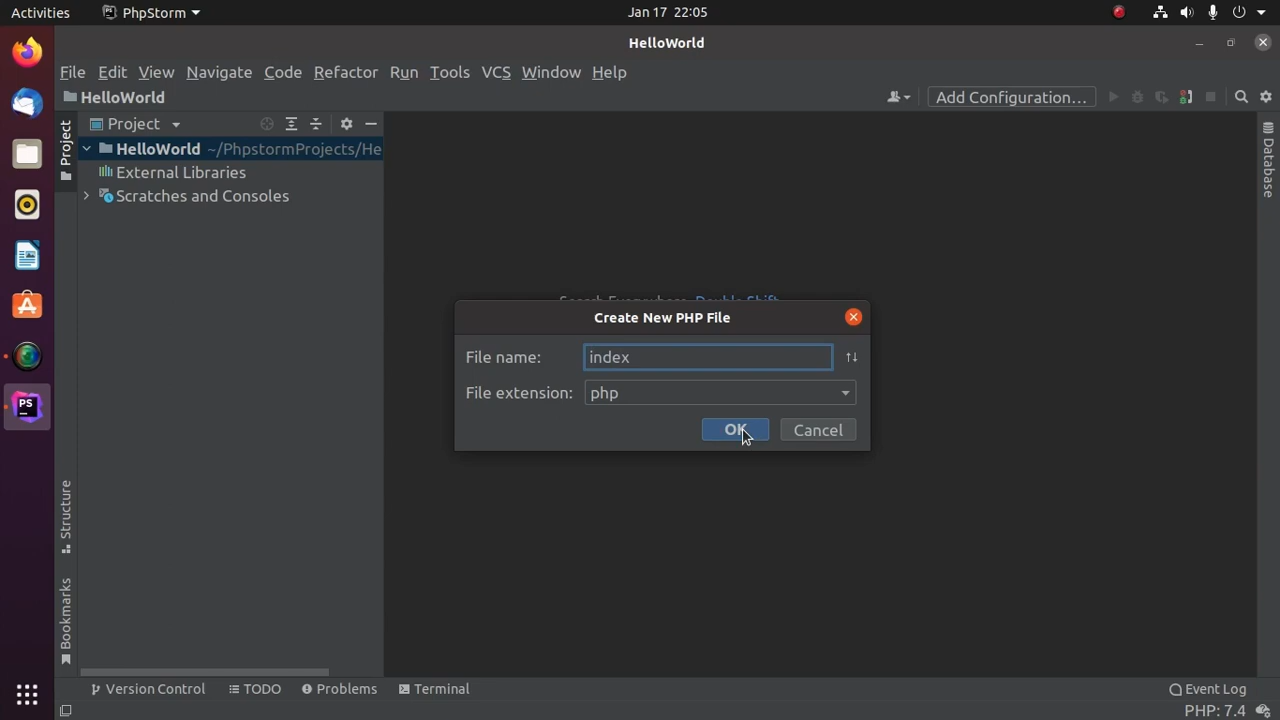 Activities
PhpStorm
Jan 17 22:05
HelloWorld
File Edit View Navigate Code Refactor Run Tools VCS Window Help
HelloWorld
Add Configuration...
Project
Project
HelloWorld ~/PhpstormProjects/He
External Libraries
Scratches and Consoles
Database
Create New PHP File
File name: index
File extension: php
OK
Cancel
PS
Structure
Bookmarks
Version Control
TODO
Problems
Terminal
Event Log
PHP: 7.4